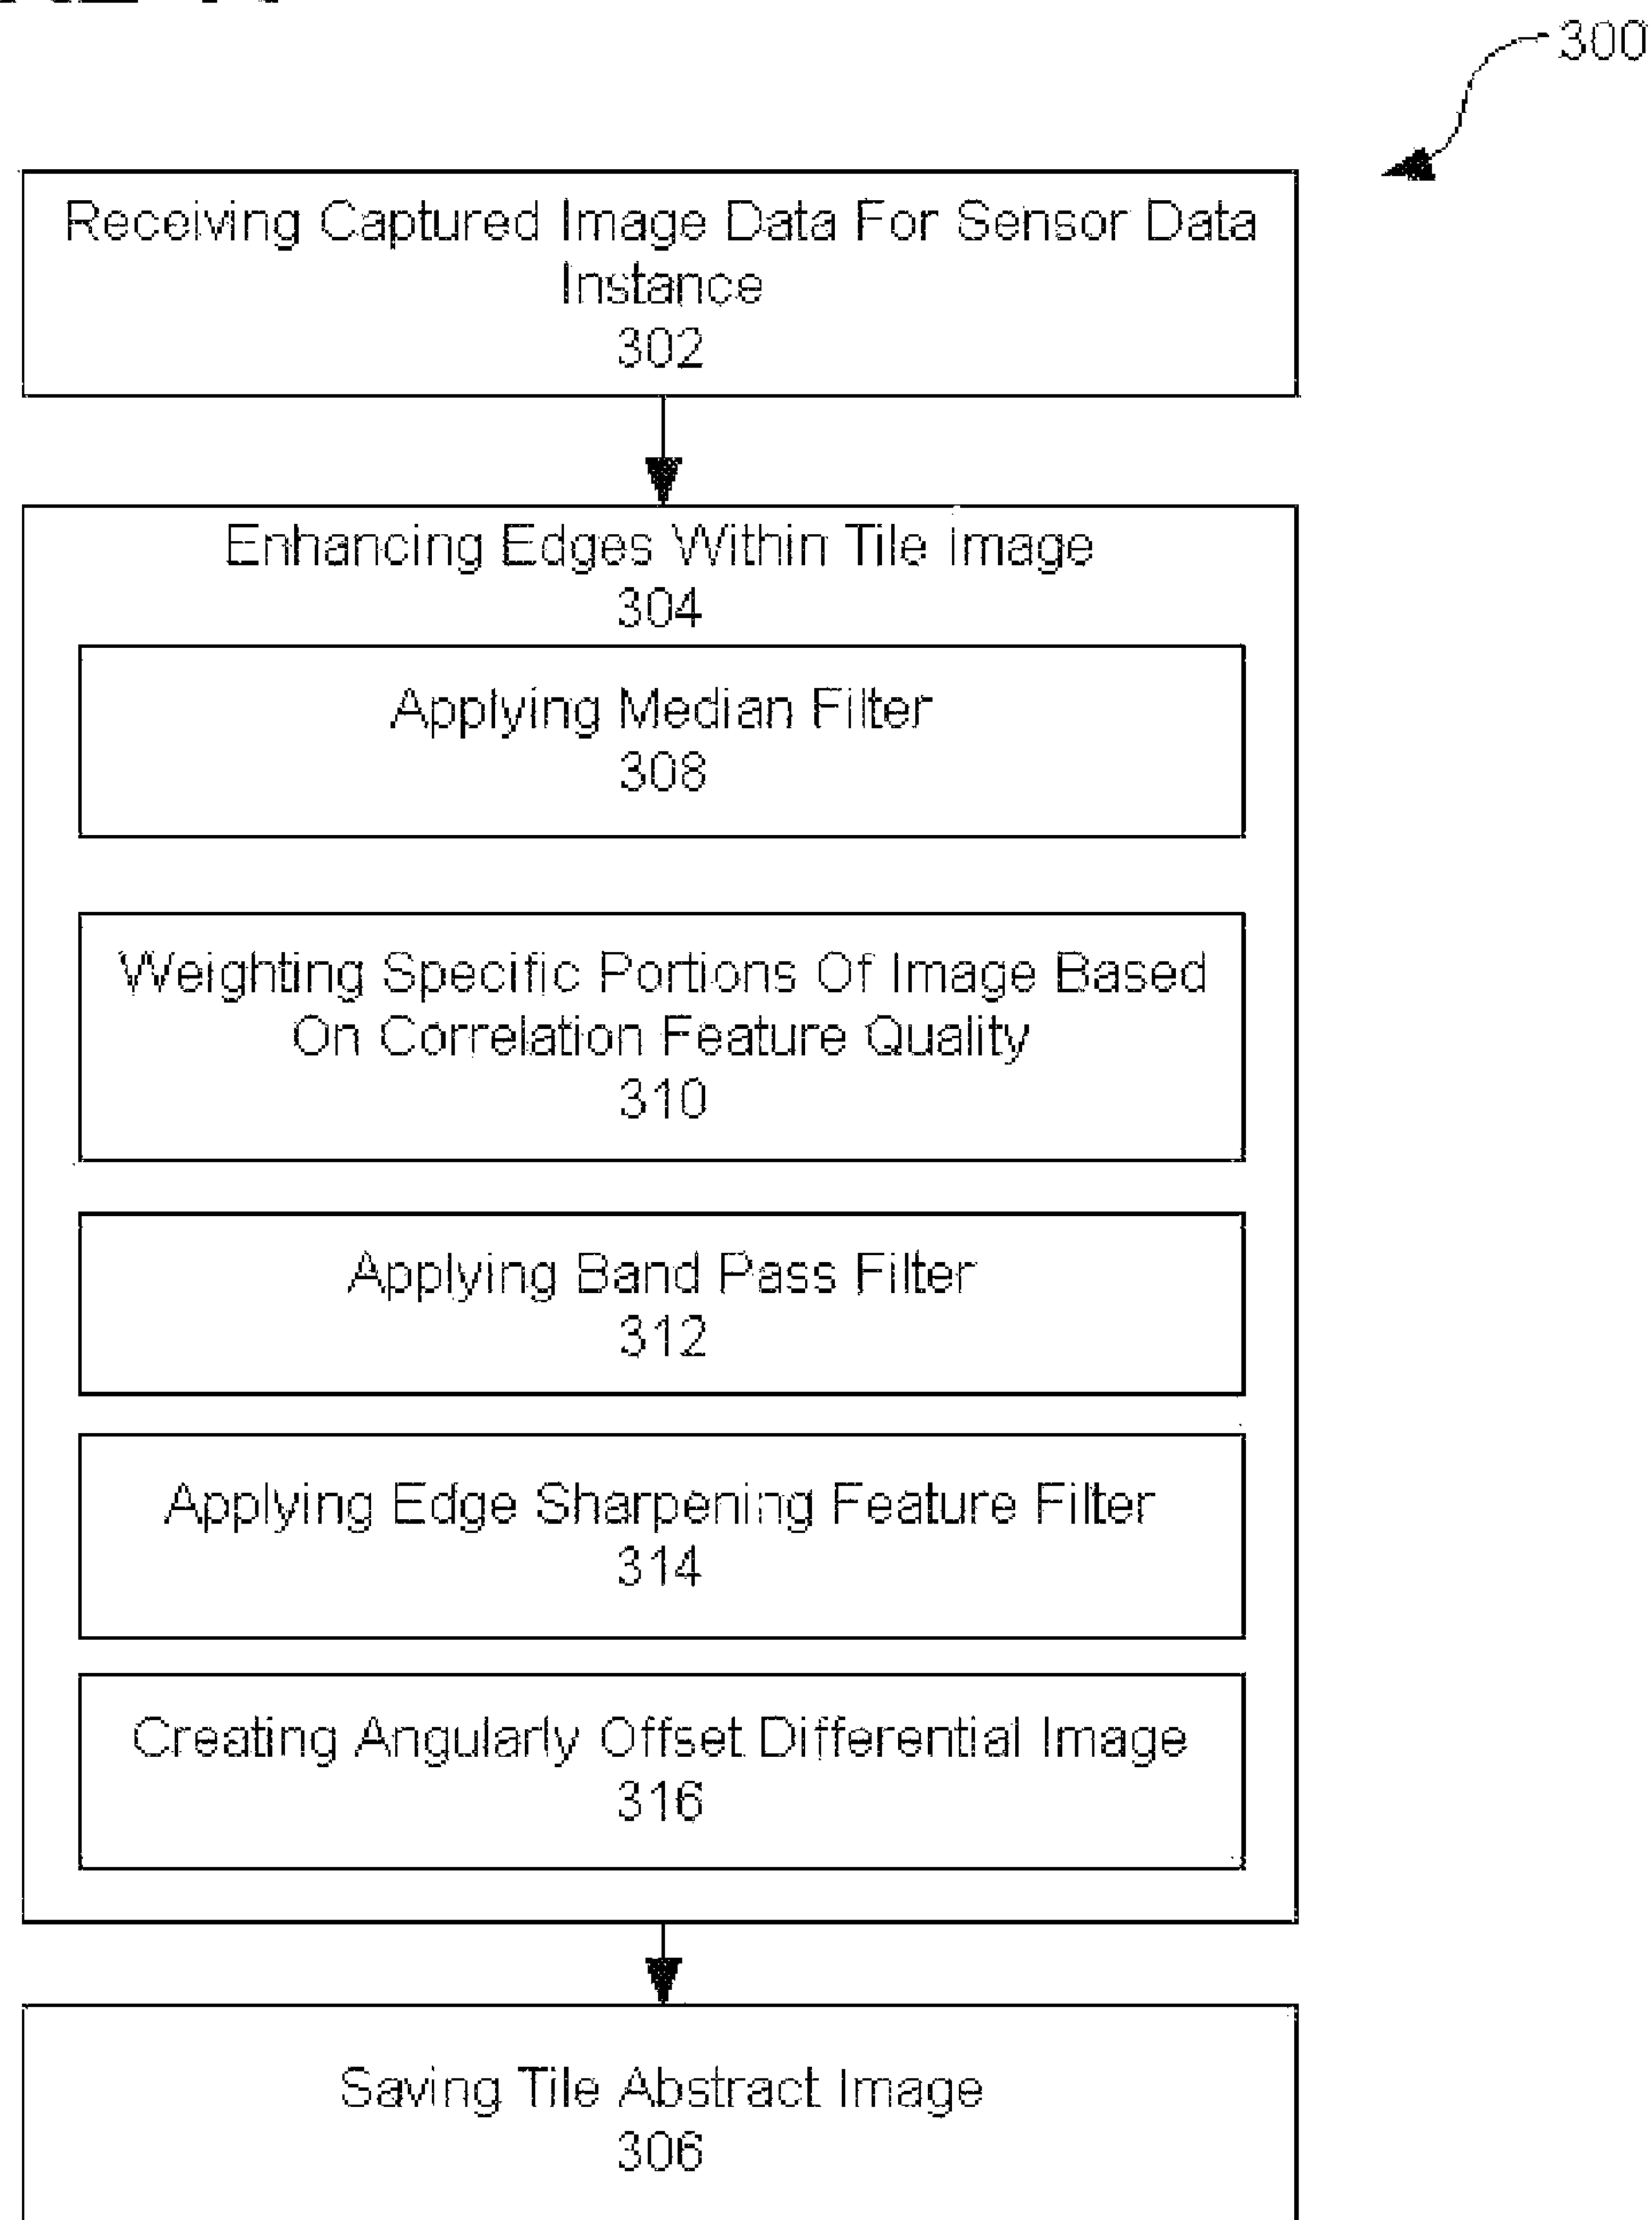 300
Receiving Captured Image Data For Sensor Data
Instance
302
Enhancing Edges Within Tile Image
304
Applying Median Filter
308
Weighting Specific Portions Of Image Based
On Correlation Feature Quality
310
Applying Band Pass Filter
312
Applying Edge Sharpening Feature Filter
314
Creating Angularly Offset Differential Image
316
Saving Tile Abstract Image
306